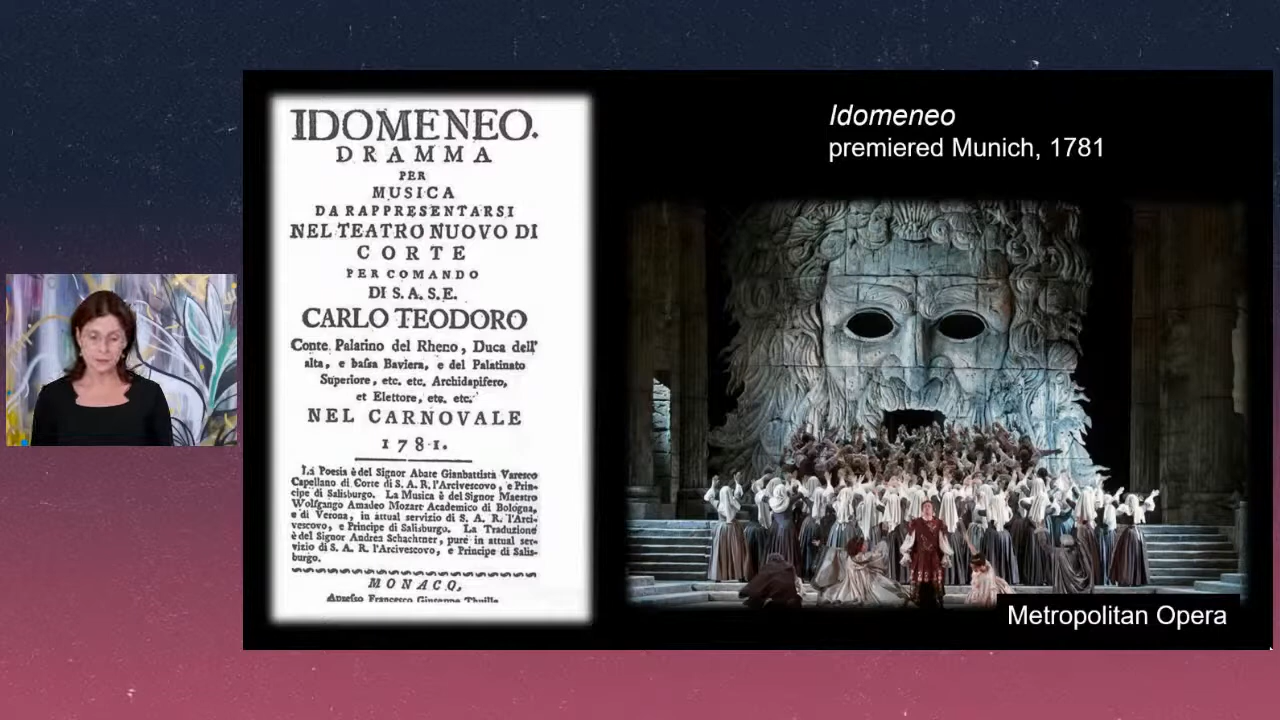 IDOMENEO.
DRAMMA
PER
MUSICA
DA RAPPRESENTARSI
NEL TEATRO NUOVO DI
CORTE
PER COMANDO
DI S. A. S. E.
CARLO TEODORO
Conte Palatino del Rheno, Duca dell'
alta, e bassa Baviera, e del Palatinato
Superiore, etc. etc. Archidapifero,
et Elettore, etc. etc.
NEL CARNOVALE
1781.
La Poesia è del Signor Abate Gianbattista Varesco
Capellano di Corte di S. A. R. l'Arcivescovo, e Prin-
cipe di Salisburgo. La Musica è del Signor Maestro
Wolfgango Amadeo Mozart Academico di Bologna,
e di Verona, in attual servizio di S. A. R. l'Arci-
vescovo, e Principe di Salisburgo. La Traduzione
è del Signor Andrea Schachtner, pure in attual ser-
vizio di S. A. R. l'Arcivescovo, e Principe di Salis-
burgo.
MONACO,
Appresso Francesco Giuseppe Thuille
Idomeneo
premiered Munich, 1781
Metropolitan Opera